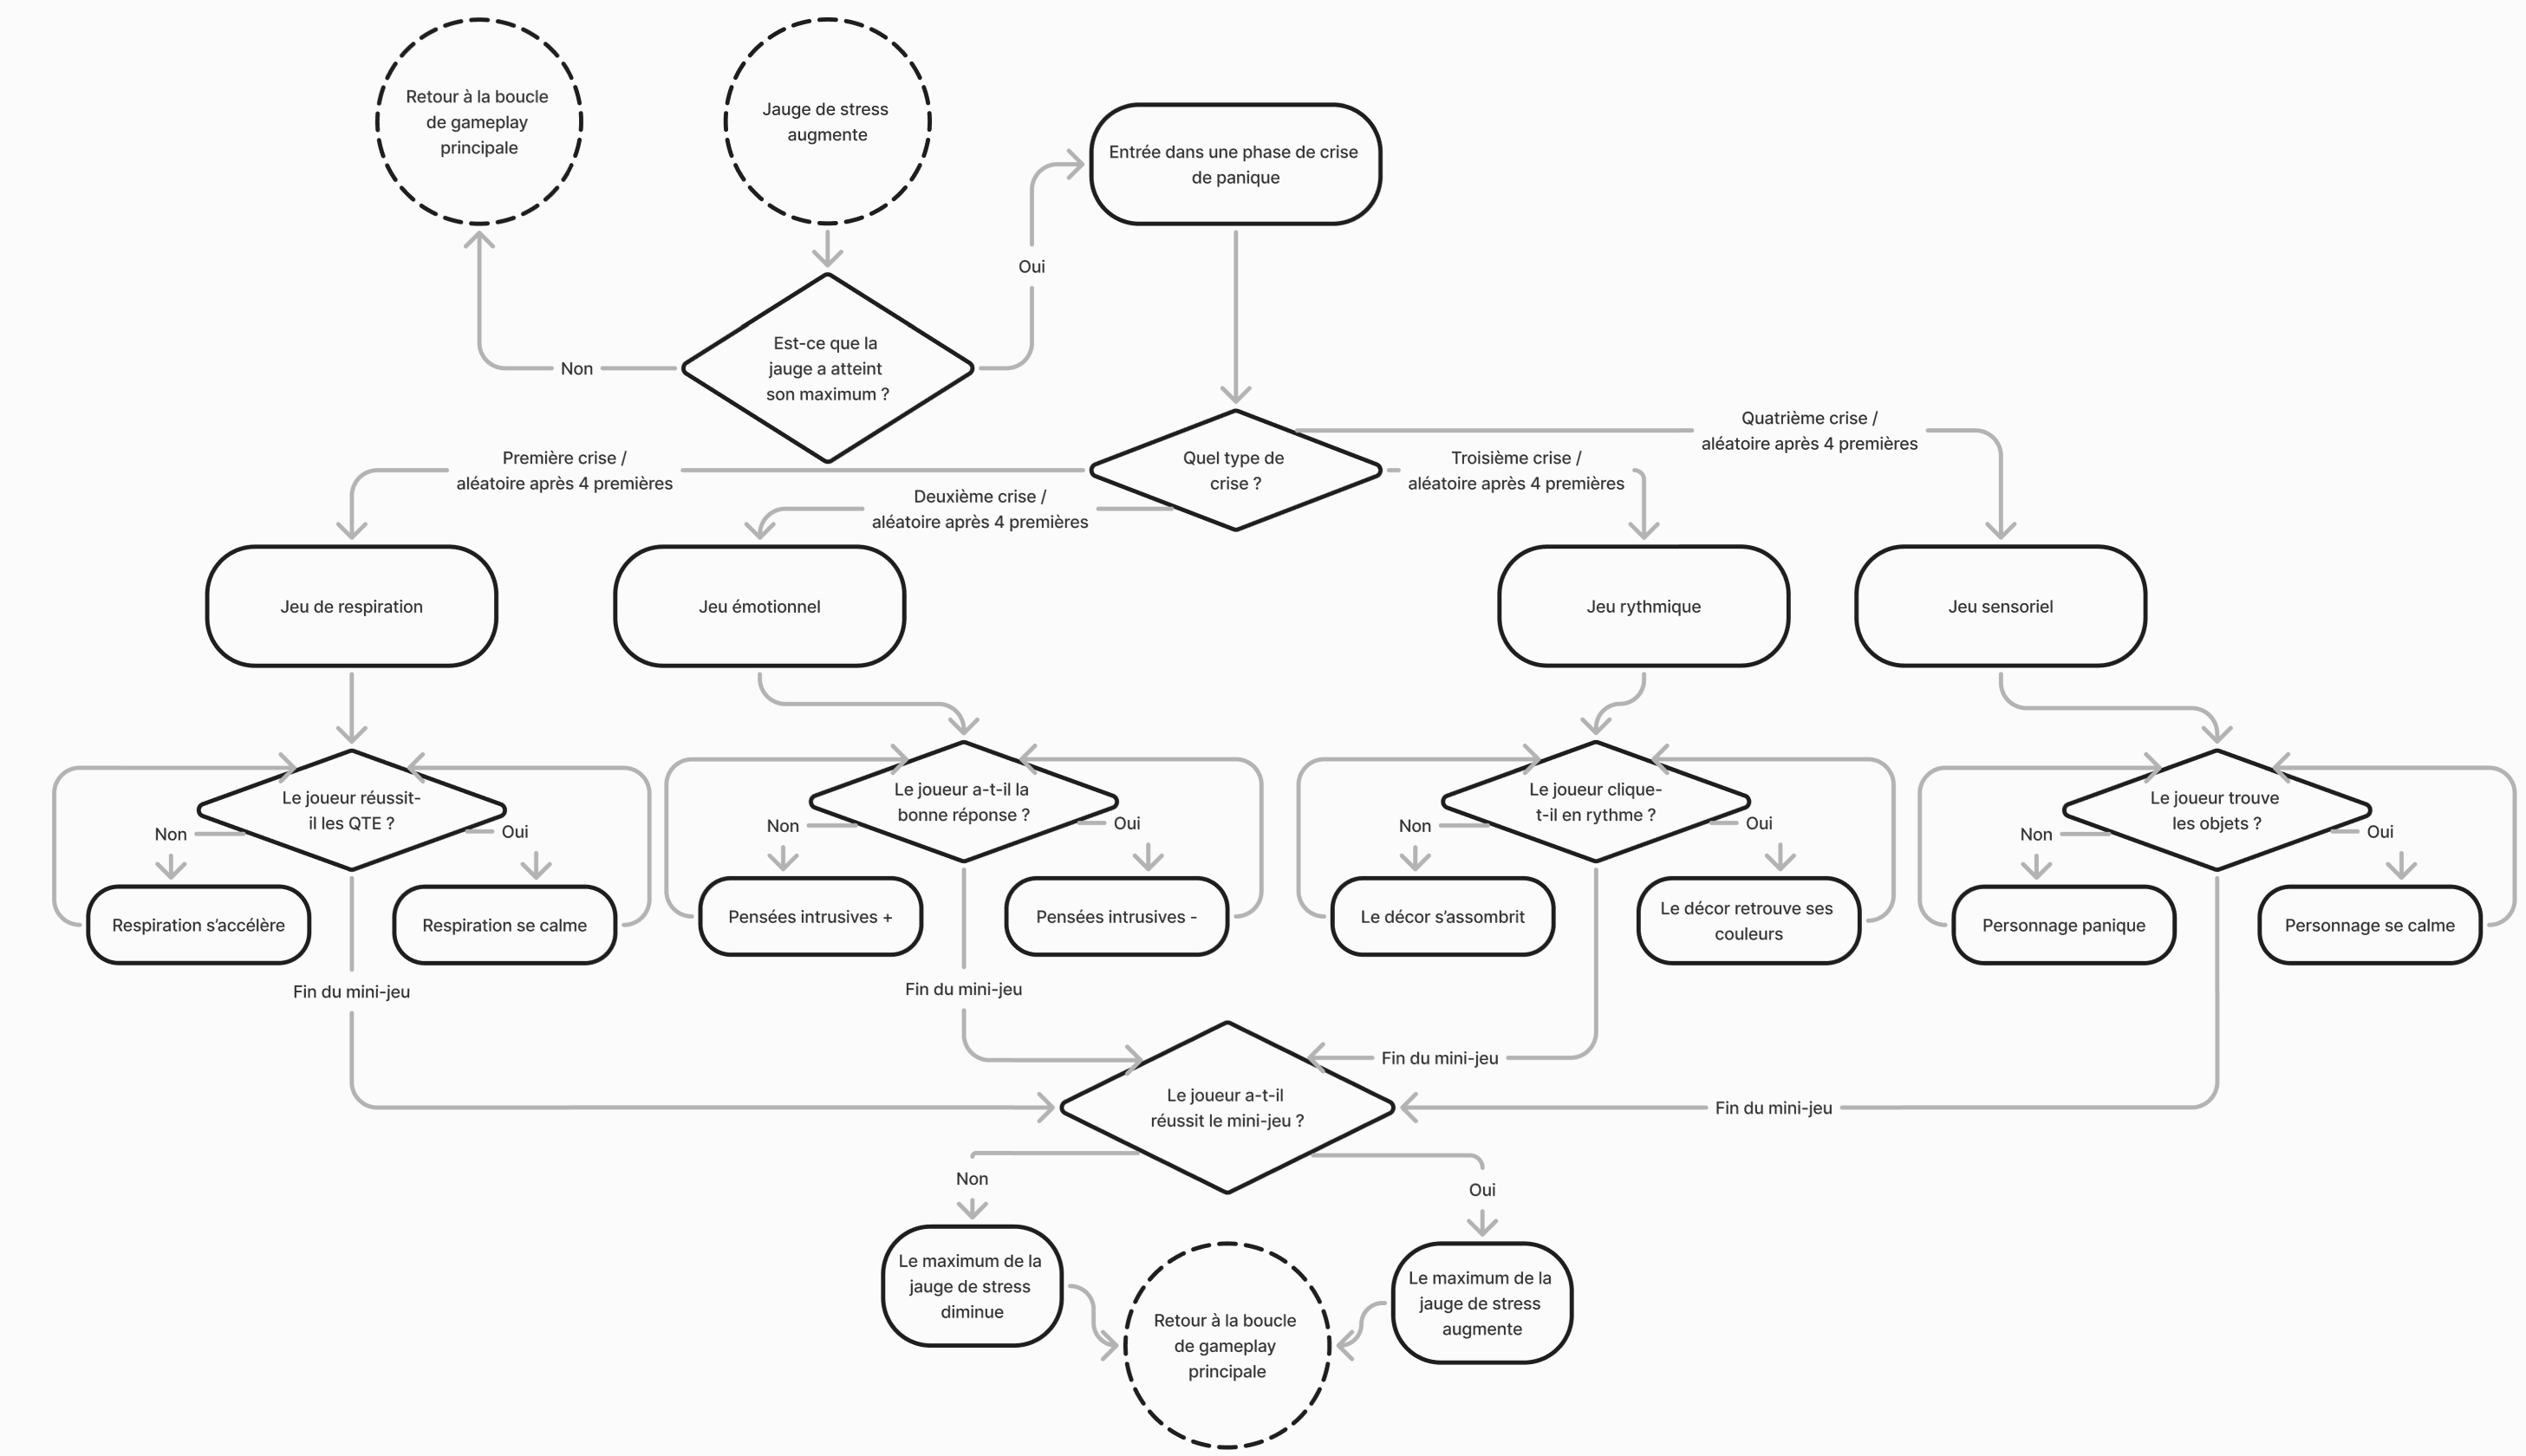 Retour à la boucle
de gameplay
principale
Jauge de stress
augmente
Entrée dans une phase de crise
de panique
Oui
Est-ce que la
jauge a atteint
son maximum ?
Non
Quatrième crise /
aléatoire après 4 premières
Première crise /
aléatoire après 4 premières
Quel type de
crise ?
Troisième crise /
aléatoire après 4 premières
Deuxième crise /
aléatoire après 4 premières
Jeu de respiration
Jeu émotionnel
Jeu rythmique
Jeu sensoriel
Le joueur réussit-
il les QTE ?
Non
Oui
Le joueur a-t-il la
bonne réponse ?
Non
Oui
Le joueur clique-
t-il en rythme ?
Non
Oui
Le joueur trouve
les objets ?
Non
Oui
Respiration s’accélère
Respiration se calme
Pensées intrusives +
Pensées intrusives -
Le décor s’assombrit
Le décor retrouve ses
couleurs
Personnage panique
Personnage se calme
Fin du mini-jeu
Fin du mini-jeu
Fin du mini-jeu
Fin du mini-jeu
Le joueur a-t-il
réussit le mini-jeu ?
Non
Oui
Le maximum de la
jauge de stress
diminue
Retour à la boucle
de gameplay
principale
Le maximum de la
jauge de stress
augmente